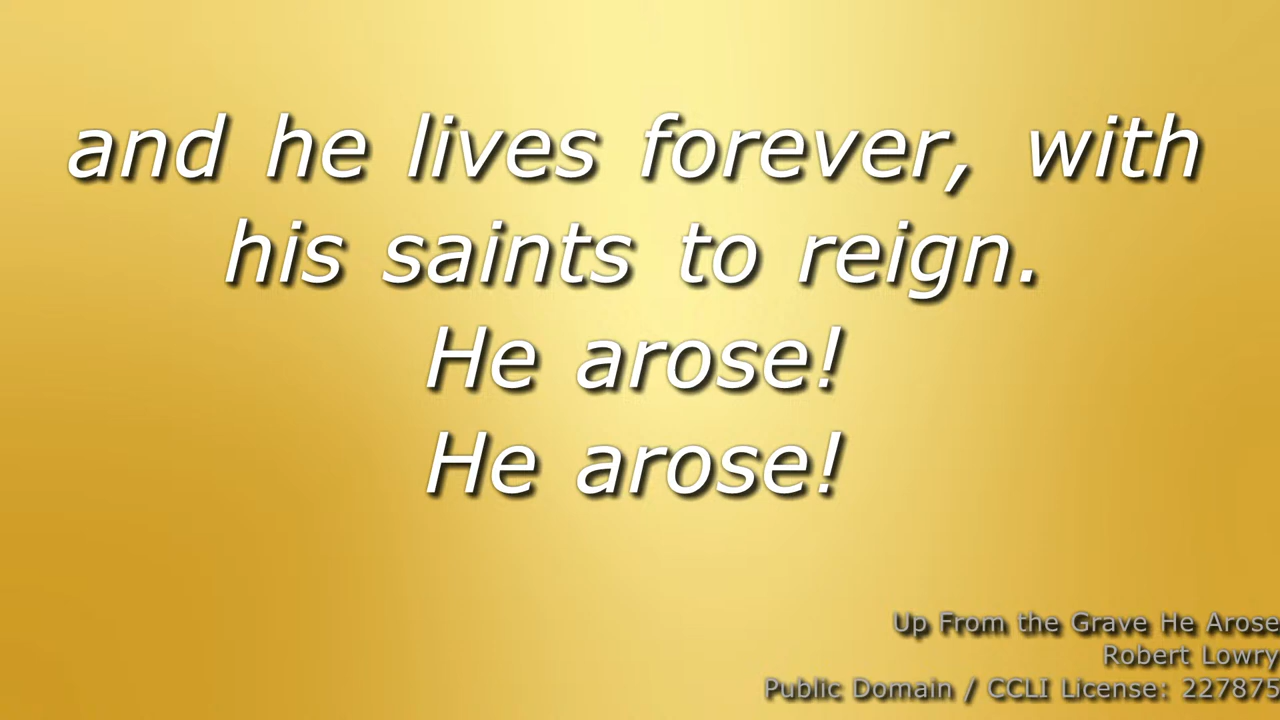 and he lives forever, with
his saints to reign.
He arose!
He arose!
Up From the Grave He Arose
Robert Lowry
Public Domain / CCLI License: 227875